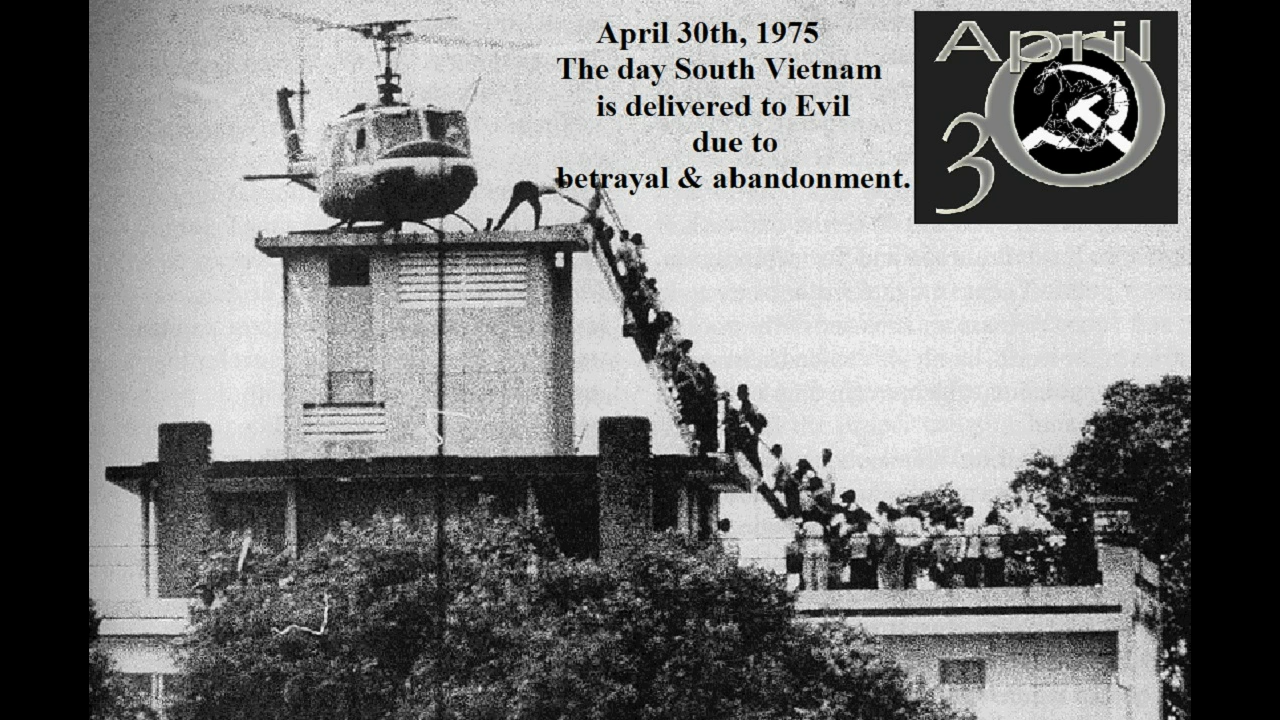 April 30th, 1975
The day South Vietnam
is delivered to Evil
due to
betrayal & abandonment.
April
30